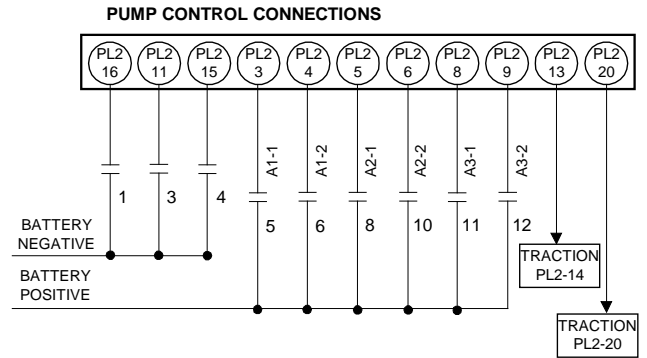 PUMP CONTROL CONNECTIONS
PL2 PL2 PL2 PL2 PL2 PL2 PL2 PL2 PL2 PL2 PL2
16 11 15 3 4 5 6 8 9 13 20
A1-1 A1-2 A2-1 A2-2 A3-1 A3-2
1 3 4 5 6 8 10 11 12
BATTERY
NEGATIVE
BATTERY
POSITIVE
TRACTION
PL2-14
TRACTION
PL2-20